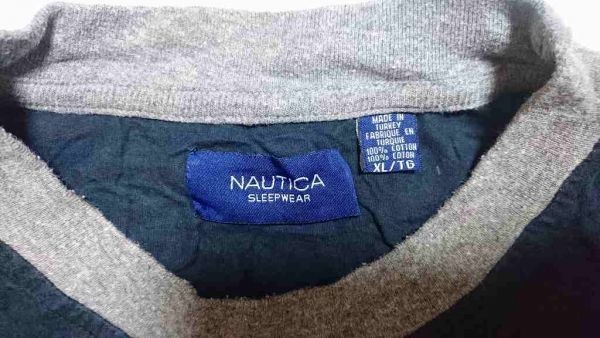 NAUTICA
SLEEPWEAR
MADE IN
TURKEY
FABRIQUE EN
TURQUIE
100% COTTON
100% COTON
XL/TG